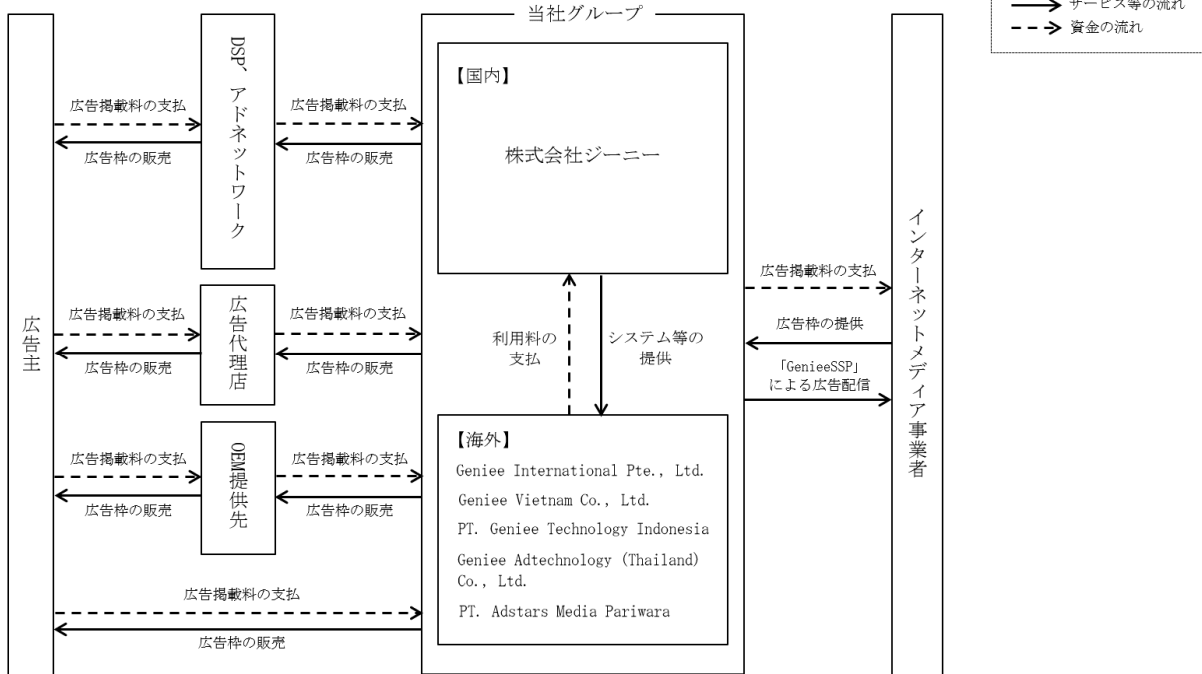 当社グループ
サービス等の流れ
資金の流れ
広告主
広告掲載料の支払
広告枠の販売
DSP、アドネットワーク
広告掲載料の支払
広告枠の販売
広告掲載料の支払
広告枠の販売
広告代理店
広告掲載料の支払
広告枠の販売
広告掲載料の支払
広告枠の販売
OEM提供先
広告掲載料の支払
広告枠の販売
広告掲載料の支払
広告枠の販売
【国内】
株式会社ジーニー
利用料の
支払
システム等の
提供
【海外】
Geniee International Pte., Ltd.
Geniee Vietnam Co., Ltd.
PT. Geniee Technology Indonesia
Geniee Adtechnology (Thailand)
Co., Ltd.
PT. Adstars Media Pariwara
広告掲載料の支払
広告枠の提供
「GenieeSSP」
による広告配信
インターネットメディア事業者